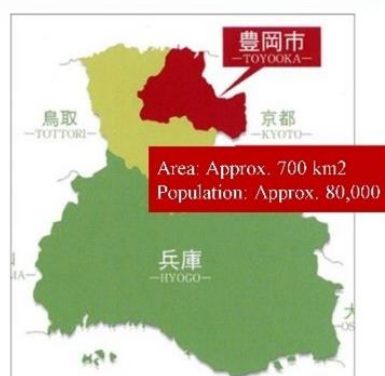 豊岡市
—TOYOOKA—
鳥取
—TOTTORI—
京都
—KYOTO—
Area: Approx. 700 km2
Population: Approx. 80,000
兵庫
—HYOGO—